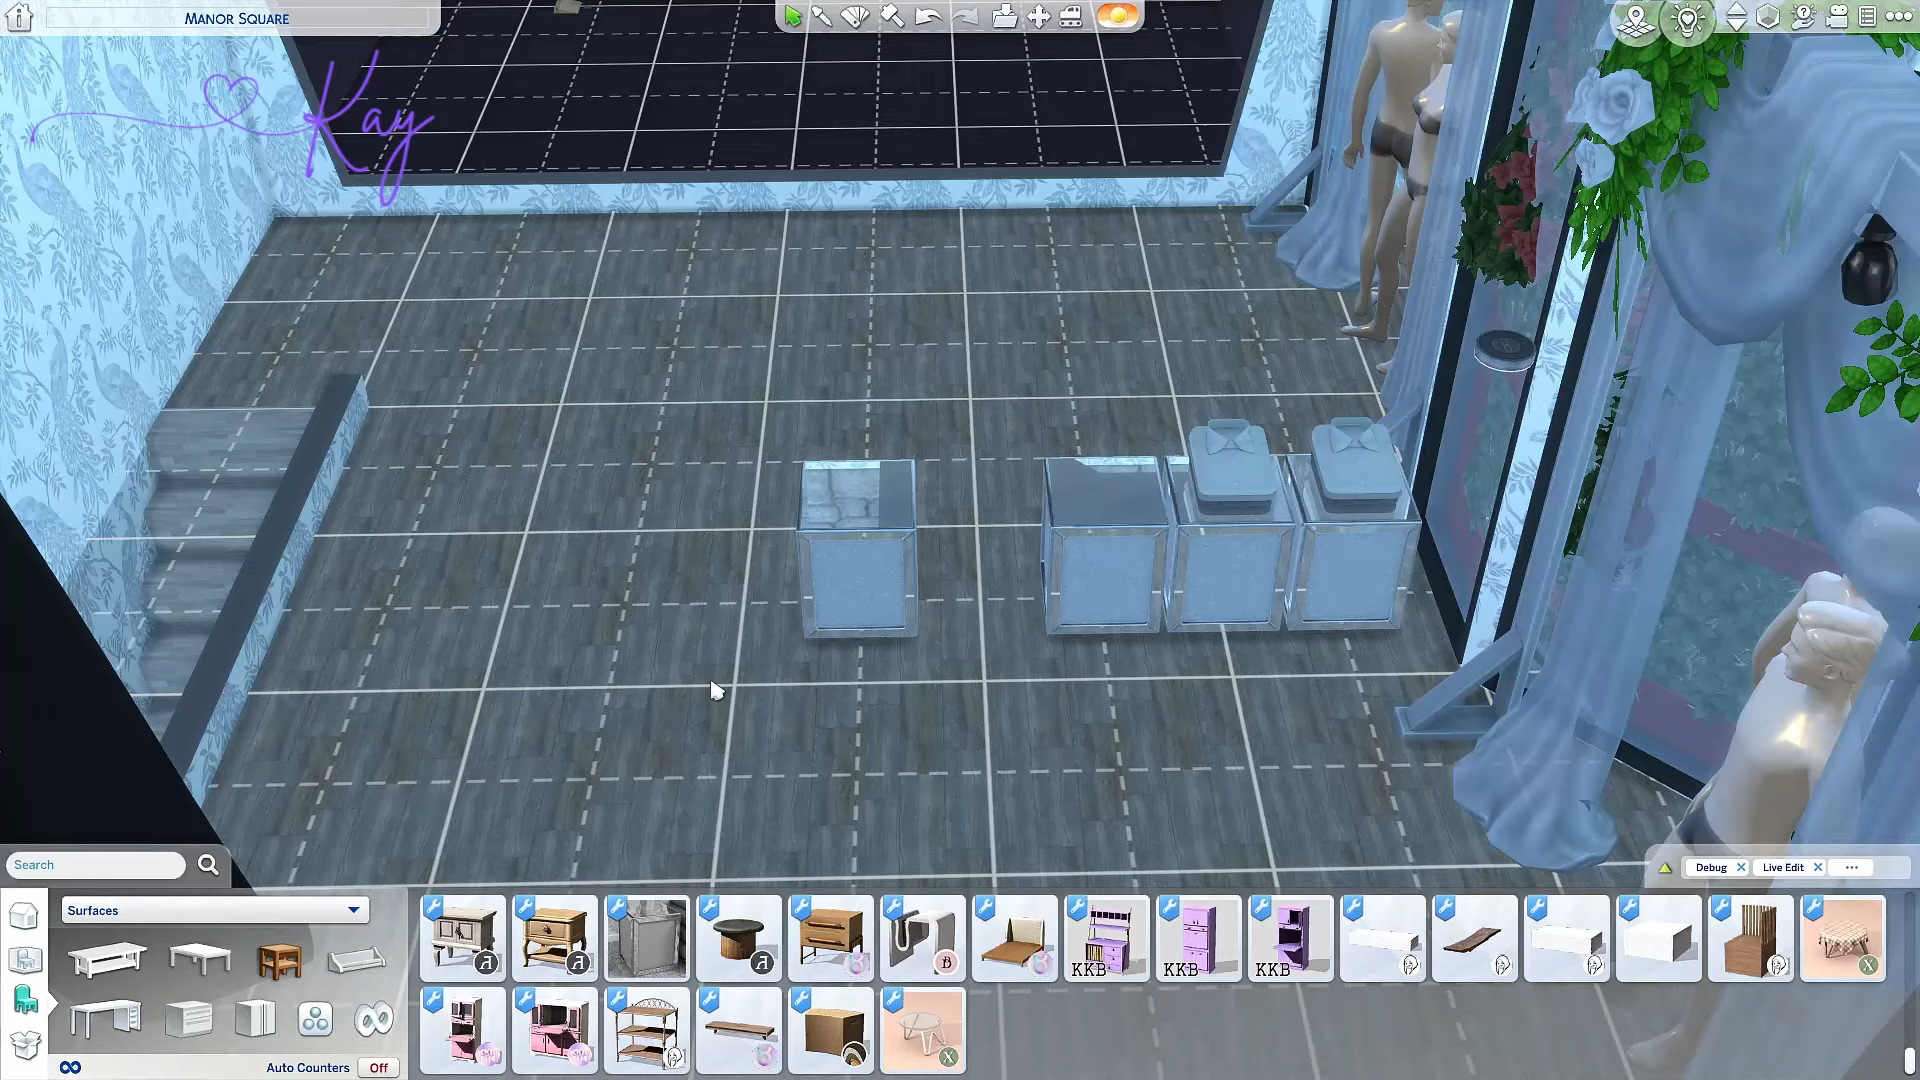 MANOR SQUARE
Kay
Search
Debug
Live Edit
Surfaces
A
A
A
B
KKB
KKB
KKB
X
X
Auto Counters
Off